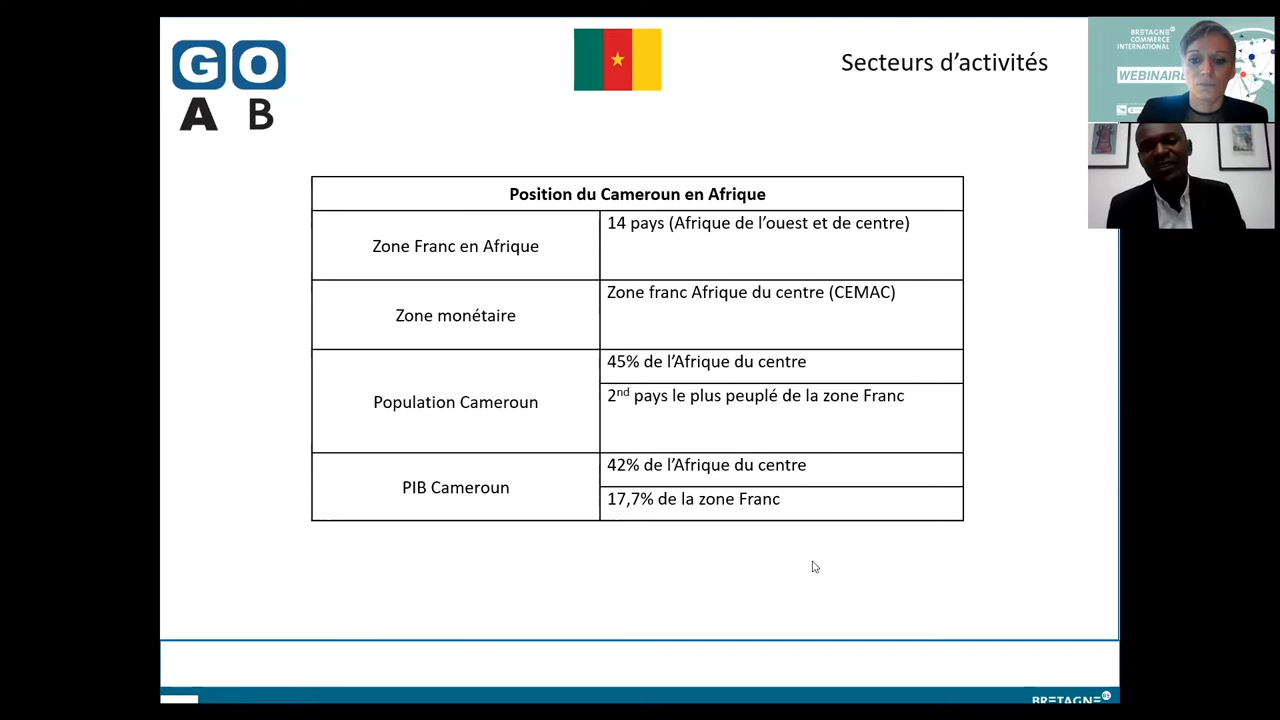 GO
A B
Secteurs d’activités
BRETAGNE
COMMERCE
INTERNATIONAL
WEBINAIRE
Position du Cameroun en Afrique
Zone Franc en Afrique
14 pays (Afrique de l’ouest et de centre)
Zone monétaire
Zone franc Afrique du centre (CEMAC)
Population Cameroun
45% de l’Afrique du centre
2nd pays le plus peuplé de la zone Franc
PIB Cameroun
42% de l’Afrique du centre
17,7% de la zone Franc
BRETAGNE